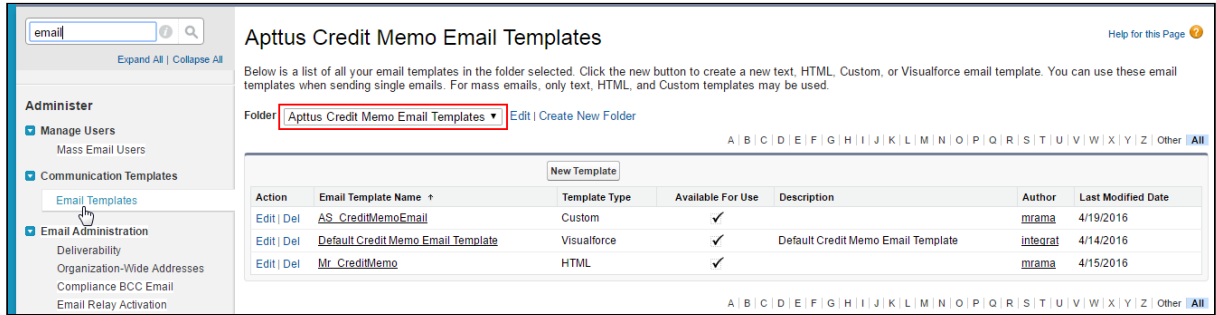 email
Expand All | Collapse All
Administer
Manage Users
Mass Email Users
Communication Templates
Email Templates
Email Administration
Deliverability
Organization-Wide Addresses
Compliance BCC Email
Email Relay Activation
Apttus Credit Memo Email Templates
Help for this Page
Below is a list of all your email templates in the folder selected. Click the new button to create a new text, HTML, Custom, or Visualforce email template. You can use these email
templates when sending single emails. For mass emails, only text, HTML, and Custom templates may be used.
Folder Apttus Credit Memo Email Templates Edit | Create New Folder
A | B | C | D | E | F | G | H | I | J | K | L | M | N | O | P | Q | R | S | T | U | V | W | X | Y | Z | Other | All
New Template
Action Email Template Name ↑ Template Type Available For Use Description Author Last Modified Date
Edit | Del AS_CreditMemoEmail Custom ✓ mrama 4/19/2016
Edit | Del Default Credit Memo Email Template Visualforce ✓ Default Credit Memo Email Template integrat 4/14/2016
Edit | Del Mr_CreditMemo HTML ✓ mrama 4/15/2016
A | B | C | D | E | F | G | H | I | J | K | L | M | N | O | P | Q | R | S | T | U | V | W | X | Y | Z | Other | All